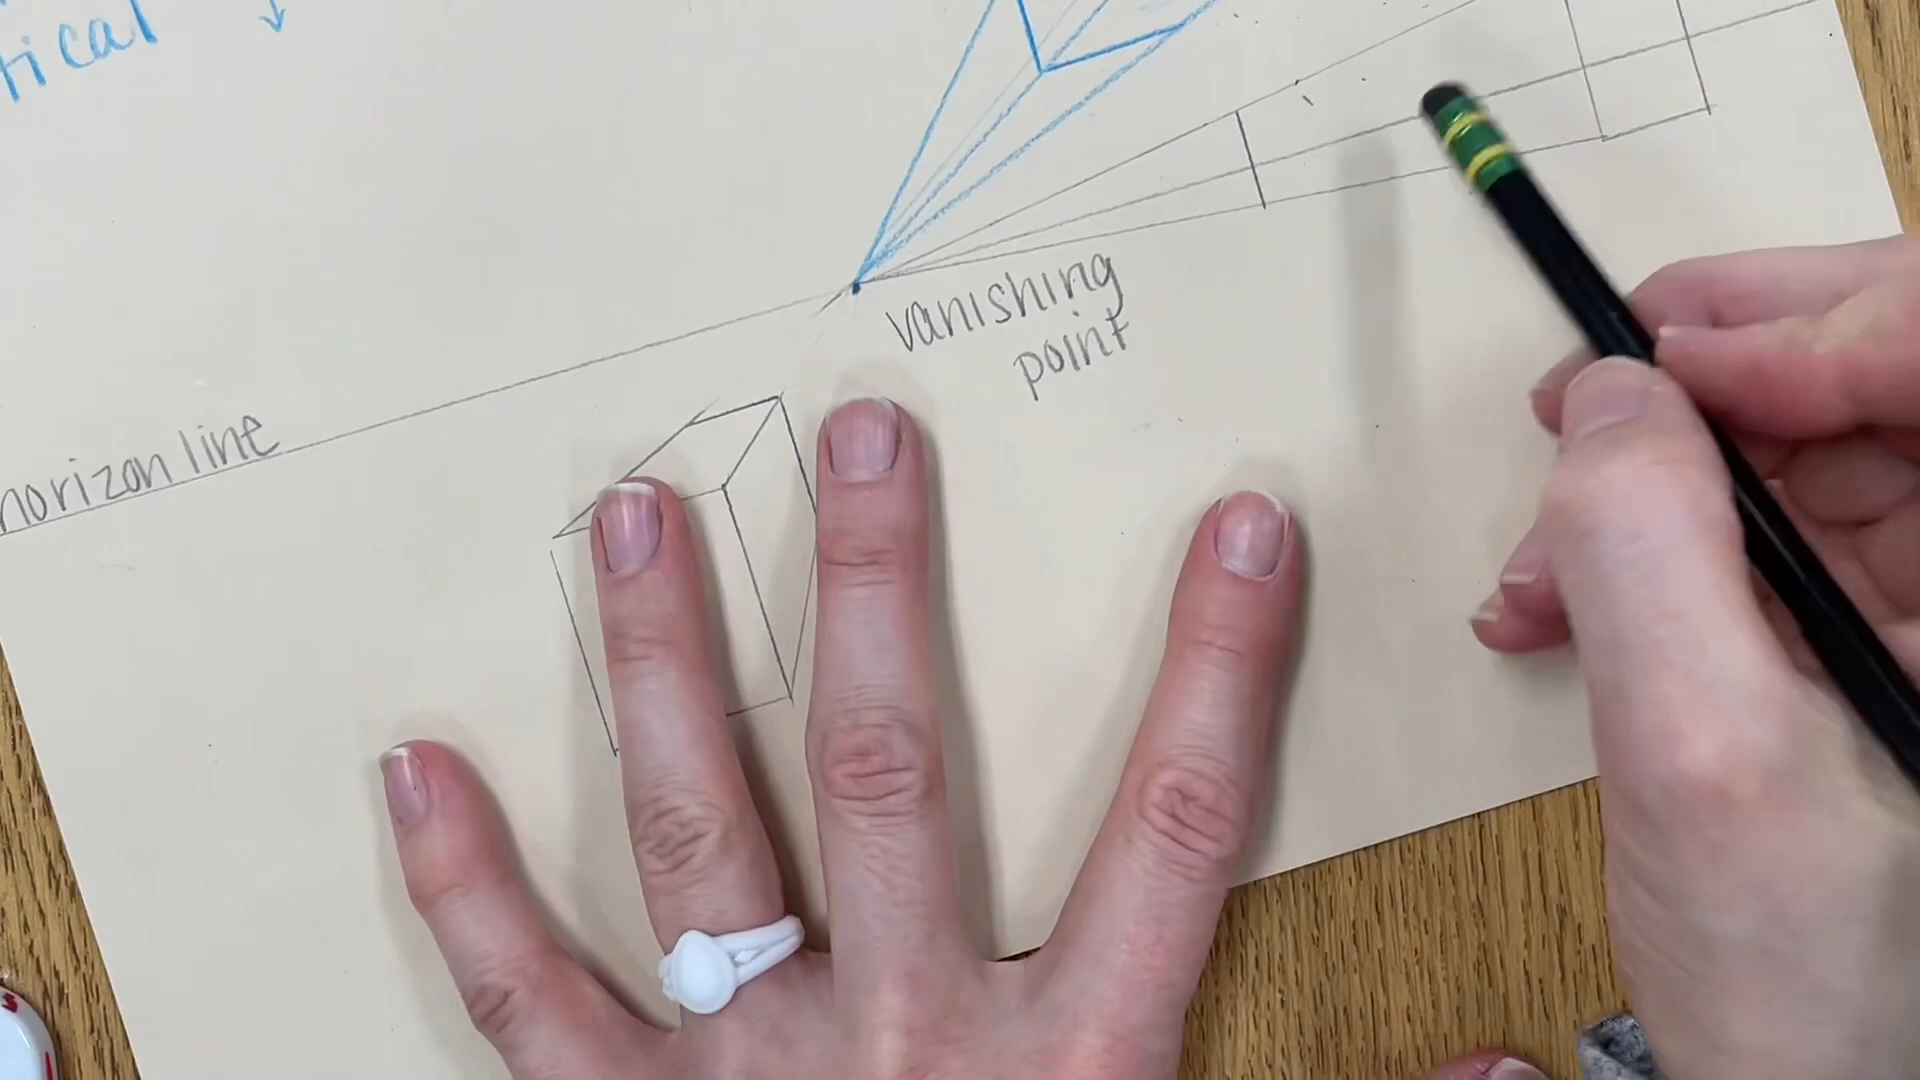 tical
horizon line
vanishing
point